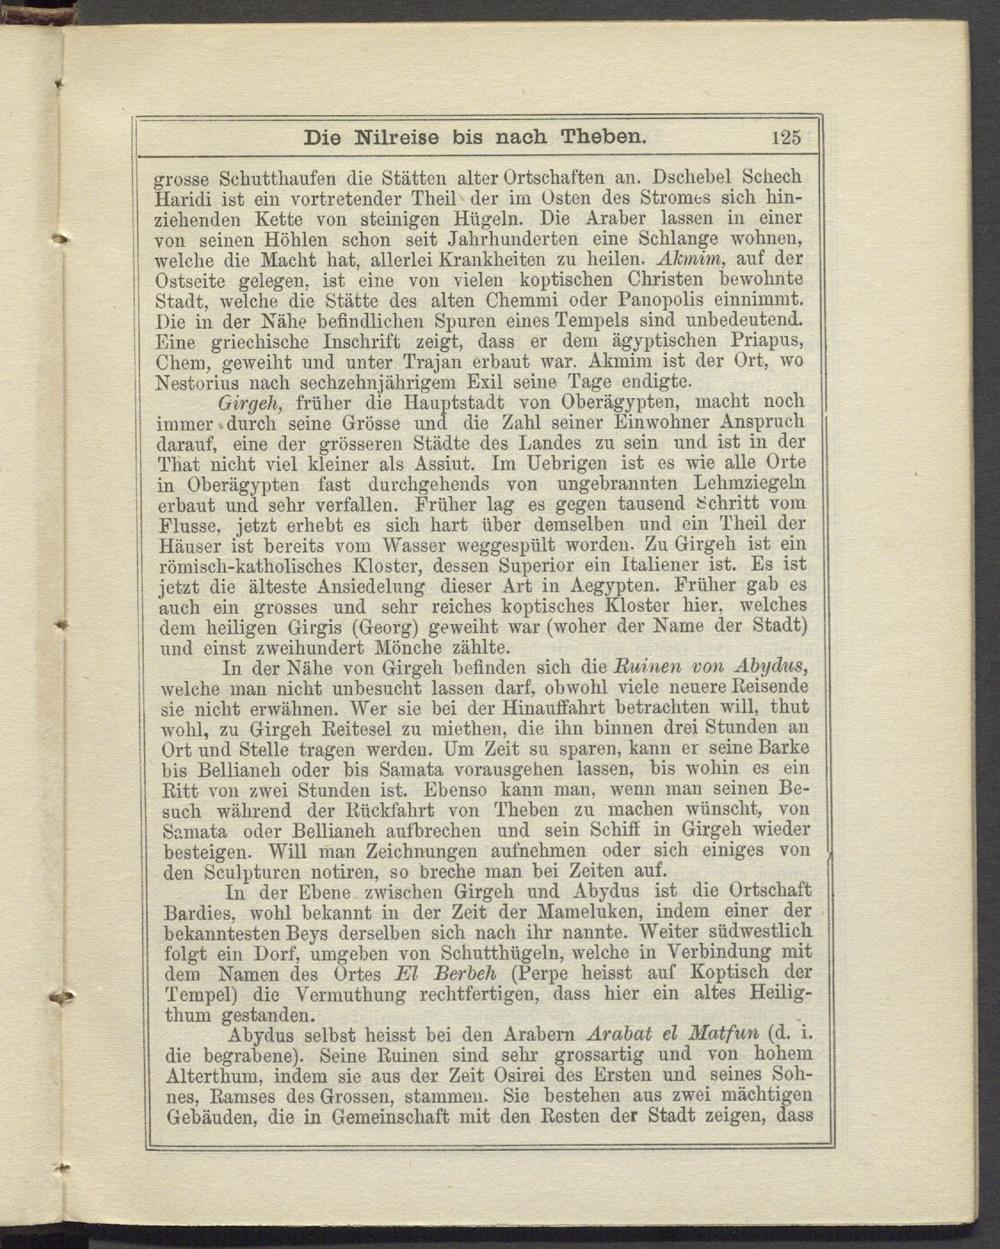 Die Nilreise bis nach Theben. 125
grosse Schutthaufen die Stätten alter Ortschaften an. Dschebel Schech
Haridi ist ein vortretender Theil der im Osten des Stromes sich hin-
ziehenden Kette von steinigen Hügeln. Die Araber lassen in einer
von seinen Höhlen schon seit Jahrhunderten eine Schlange wohnen,
welche die Macht hat, allerlei Krankheiten zu heilen. Akmim, auf der
Ostseite gelegen, ist eine von vielen koptischen Christen bewohnte
Stadt, welche die Stätte des alten Chemmi oder Panopolis einnimmt.
Die in der Nähe befindlichen Spuren eines Tempels sind unbedeutend.
Eine griechische Inschrift zeigt, dass er dem ägyptischen Priapus,
Chem, geweiht und unter Trajan erbaut war. Akmim ist der Ort, wo
Nestorius nach sechzehnjährigem Exil seine Tage endigte.
Girgeh, früher die Hauptstadt von Oberägypten, macht noch
immer durch seine Grösse und die Zahl seiner Einwohner Anspruch
darauf, eine der grösseren Städte des Landes zu sein und ist in der
That nicht viel kleiner als Assiut. Im Uebrigen ist es wie alle Orte
in Oberägypten fast durchgehends von ungebrannten Lehmziegeln
erbaut und sehr verfallen. Früher lag es gegen tausend Schritt vom
Flusse, jetzt erhebt es sich hart über demselben und ein Theil der
Häuser ist bereits vom Wasser weggespült worden. Zu Girgeh ist ein
römisch-katholisches Kloster, dessen Superior ein Italiener ist. Es ist
jetzt die älteste Ansiedelung dieser Art in Aegypten. Früher gab es
auch ein grosses und sehr reiches koptisches Kloster hier, welches
dem heiligen Girgis (Georg) geweiht war (woher der Name der Stadt)
und einst zweihundert Mönche zählte.
In der Nähe von Girgeh befinden sich die Ruinen von Abydus,
welche man nicht unbesucht lassen darf, obwohl viele neuere Reisende
sie nicht erwähnen. Wer sie bei der Hinauffahrt betrachten will, thut
wohl, zu Girgeh Reitesel zu miethen, die ihn binnen drei Stunden an
Ort und Stelle tragen werden. Um Zeit su sparen, kann er seine Barke
bis Bellianeh oder bis Samata vorausgehen lassen, bis wohin es ein
Ritt von zwei Stunden ist. Ebenso kann man, wenn man seinen Be-
such während der Rückfahrt von Theben zu machen wünscht, von
Samata oder Bellianeh aufbrechen und sein Schiff in Girgeh wieder
besteigen. Will man Zeichnungen aufnehmen oder sich einiges von
den Sculpturen notiren, so breche man bei Zeiten auf.
In der Ebene zwischen Girgeh und Abydus ist die Ortschaft
Bardies, wohl bekannt in der Zeit der Mameluken, indem einer der
bekanntesten Beys derselben sich nach ihr nannte. Weiter südwestlich
folgt ein Dorf, umgeben von Schutthügeln, welche in Verbindung mit
dem Namen des Ortes El Berbeh (Perpe heisst auf Koptisch der
Tempel) die Vermuthung rechtfertigen, dass hier ein altes Heilig-
thum gestanden.
Abydus selbst heisst bei den Arabern Arabat el Matfun (d. i.
die begrabene). Seine Ruinen sind sehr grossartig und von hohem
Alterthum, indem sie aus der Zeit Osirei des Ersten und seines Soh-
nes, Ramses des Grossen, stammen. Sie bestehen aus zwei mächtigen
Gebäuden, die in Gemeinschaft mit den Resten der Stadt zeigen, dass